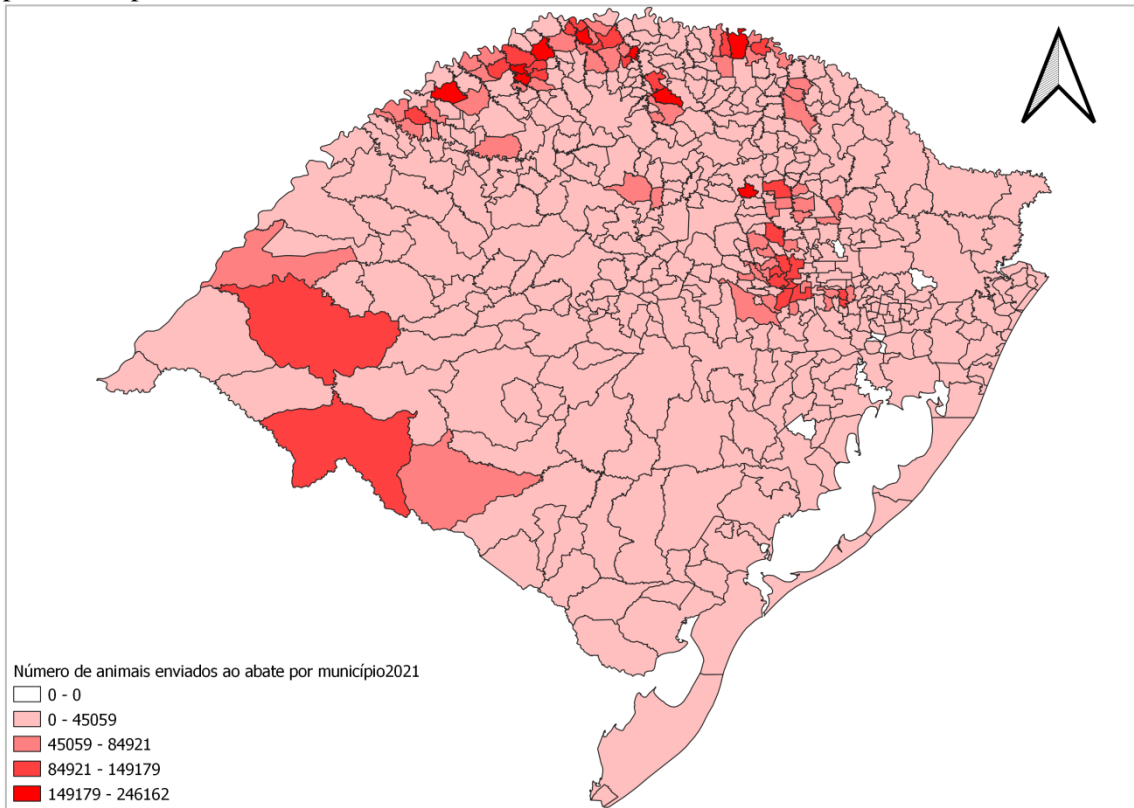 Número de animais enviados ao abate por município2021
0 - 0
0 - 45059
45059 - 84921
84921 - 149179
149179 - 246162